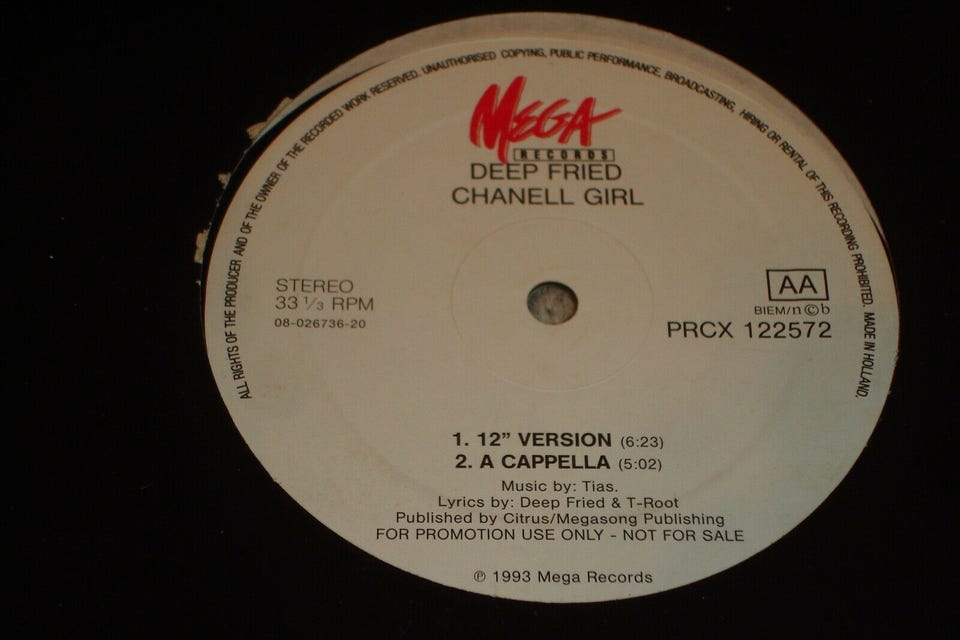 ALL RIGHTS OF THE PRODUCER AND OF THE OWNER OF THE RECORDED WORK RESERVED. UNAUTHORISED COPYING, PUBLIC PERFORMANCE, BROADCASTING, HIRING OR RENTAL OF THIS RECORDING PROHIBITED. MADE IN HOLLAND.
MEGA
RECORDS
DEEP FRIED
CHANELL GIRL
STEREO
33 1/3 RPM
08-026736-20
AA
BIEM/n©b
PRCX 122572
1. 12" VERSION (6:23)
2. A CAPPELLA (5:02)
Music by: Tias.
Lyrics by: Deep Fried & T-Root
Published by Citrus/Megasong Publishing
FOR PROMOTION USE ONLY - NOT FOR SALE
℗ 1993 Mega Records